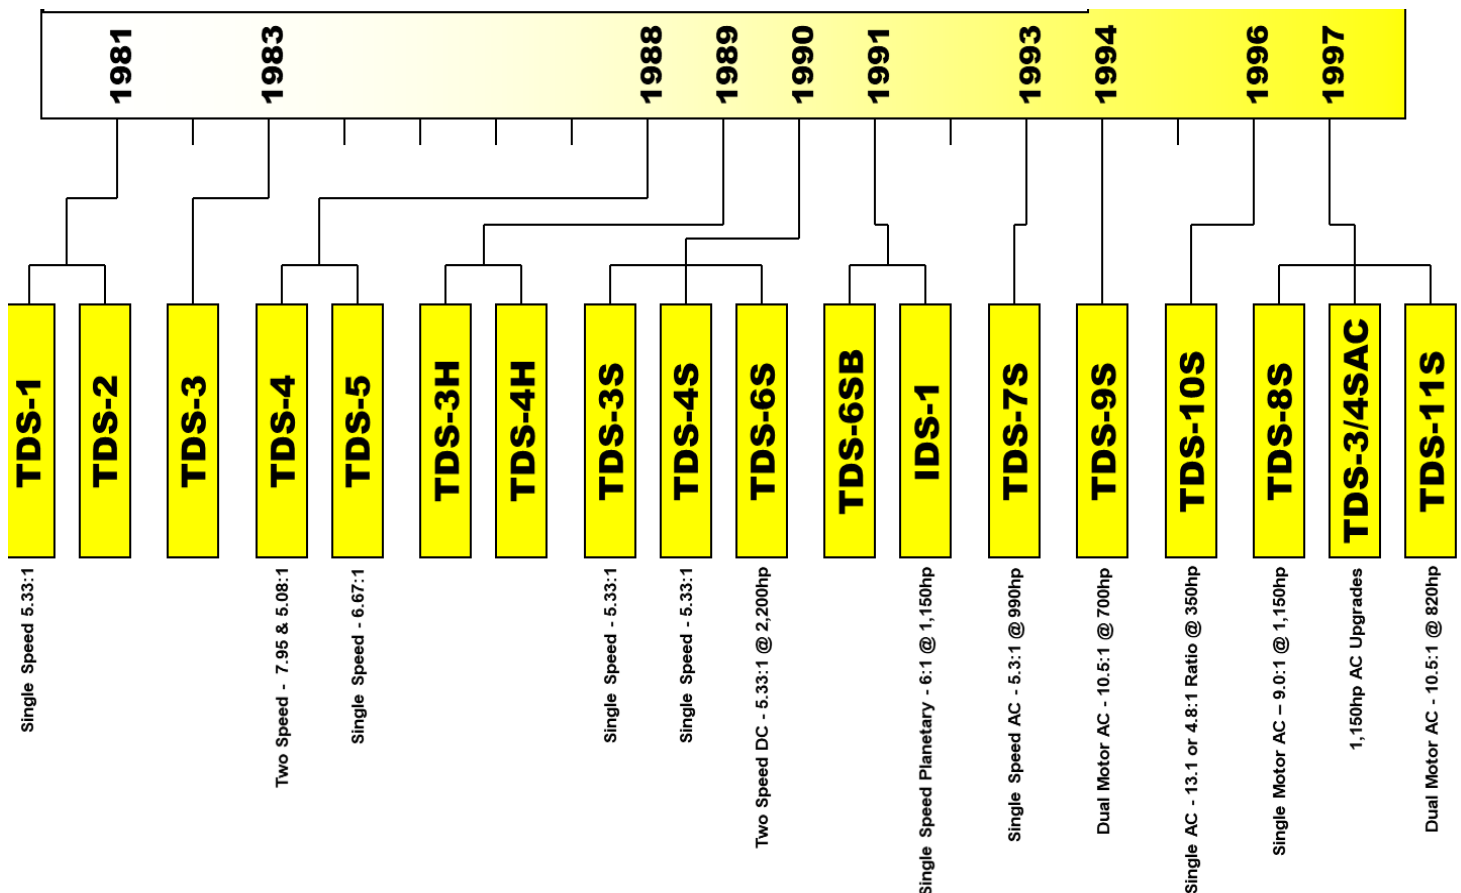 1981
1983
1988
1989
1990
1991
1993
1994
1996
1997
TDS-1
TDS-2
TDS-3
TDS-4
TDS-5
TDS-3H
TDS-4H
TDS-3S
TDS-4S
TDS-6S
TDS-6SB
IDS-1
TDS-7S
TDS-9S
TDS-10S
TDS-8S
TDS-3/4SAC
TDS-11S
Single Speed 5.33:1
Two Speed - 7.95 & 5.08:1
Single Speed - 6.67:1
Single Speed - 5.33:1
Single Speed - 5.33:1
Two Speed DC - 5.33:1 @ 2,200hp
Single Speed Planetary - 6:1 @ 1,150hp
Single Speed AC - 5.3:1 @ 990hp
Dual Motor AC - 10.5:1 @ 700hp
Single AC - 13.1 or 4.8:1 Ratio @ 350hp
Single Motor AC – 9.0:1 @ 1,150hp
1,150hp AC Upgrades
Dual Motor AC - 10.5:1 @ 820hp